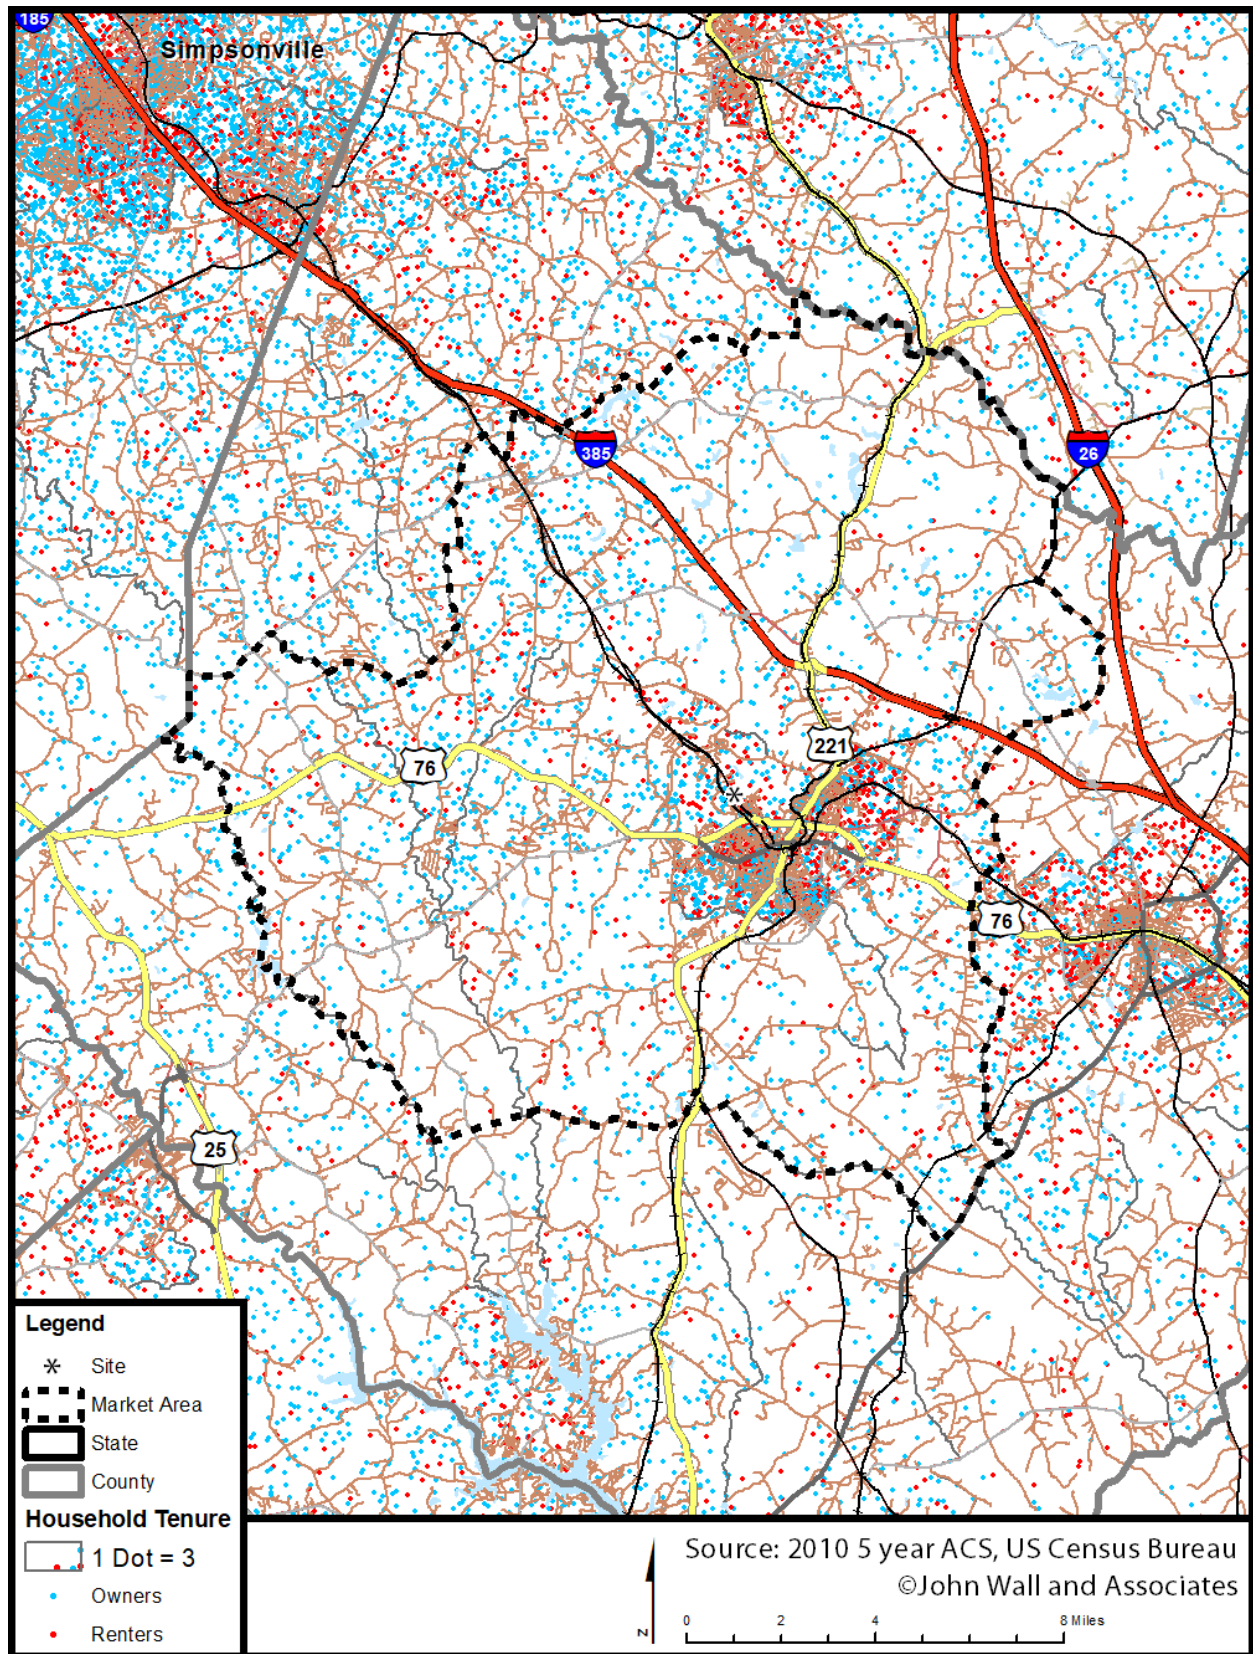 185
Simpsonville
385
26
221
76
76
25
Legend
Site
Market Area
State
County
Household Tenure
1 Dot = 3
Owners
Renters
Source: 2010 5 year ACS, US Census Bureau
©John Wall and Associates
N
0 2 4 8 Miles